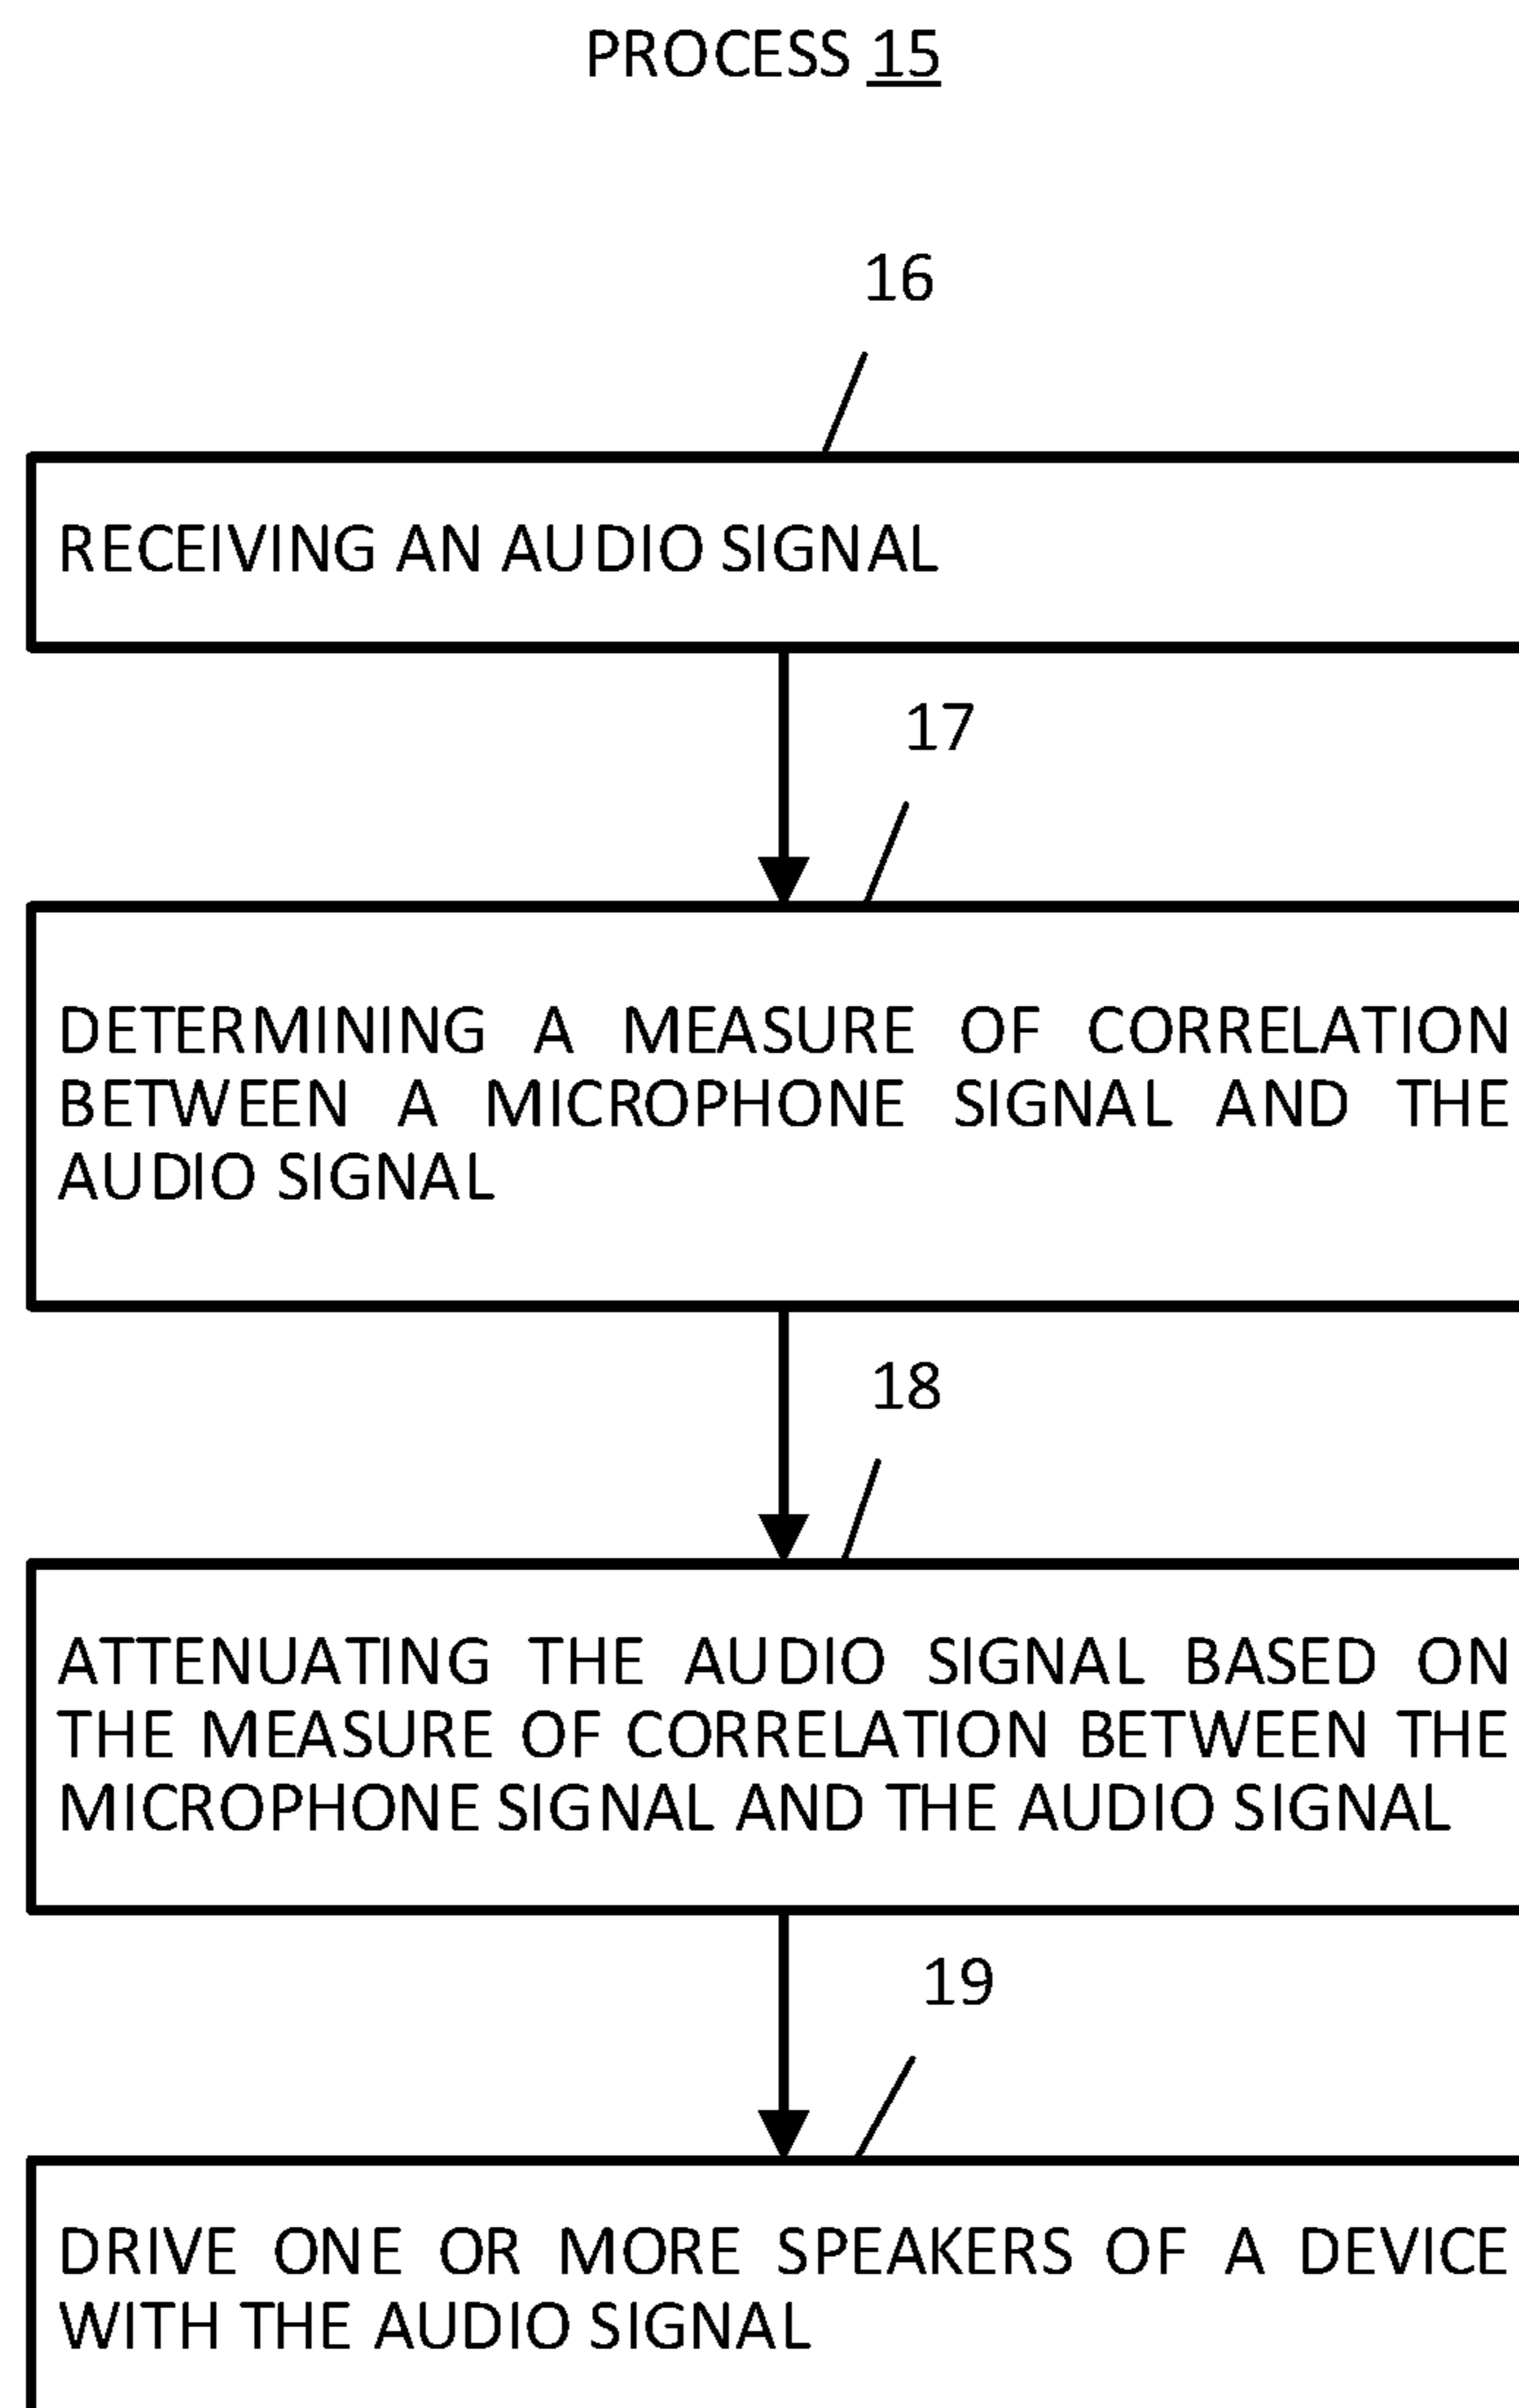 PROCESS 15
16
RECEIVING AN AUDIO SIGNAL
17
DETERMINING A MEASURE OF CORRELATION
BETWEEN A MICROPHONE SIGNAL AND THE
AUDIO SIGNAL
18
ATTENUATING THE AUDIO SIGNAL BASED ON
THE MEASURE OF CORRELATION BETWEEN THE
MICROPHONE SIGNAL AND THE AUDIO SIGNAL
19
DRIVE ONE OR MORE SPEAKERS OF A DEVICE
WITH THE AUDIO SIGNAL